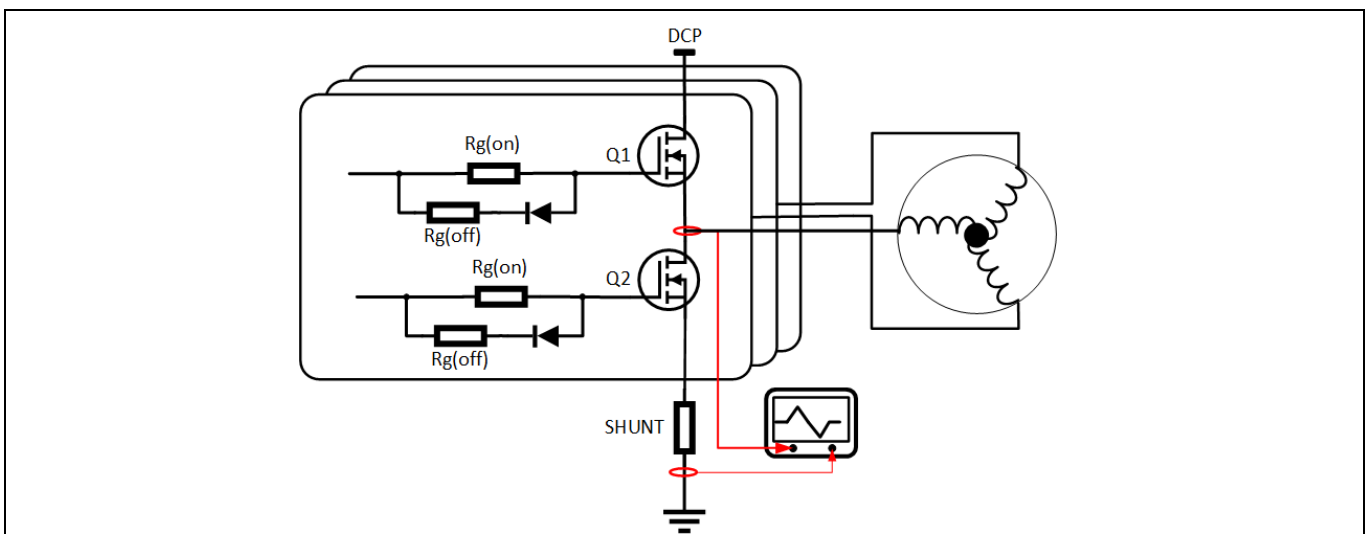 DCP
Rg(on)
Q1
Rg(off)
Rg(on)
Q2
Rg(off)
SHUNT